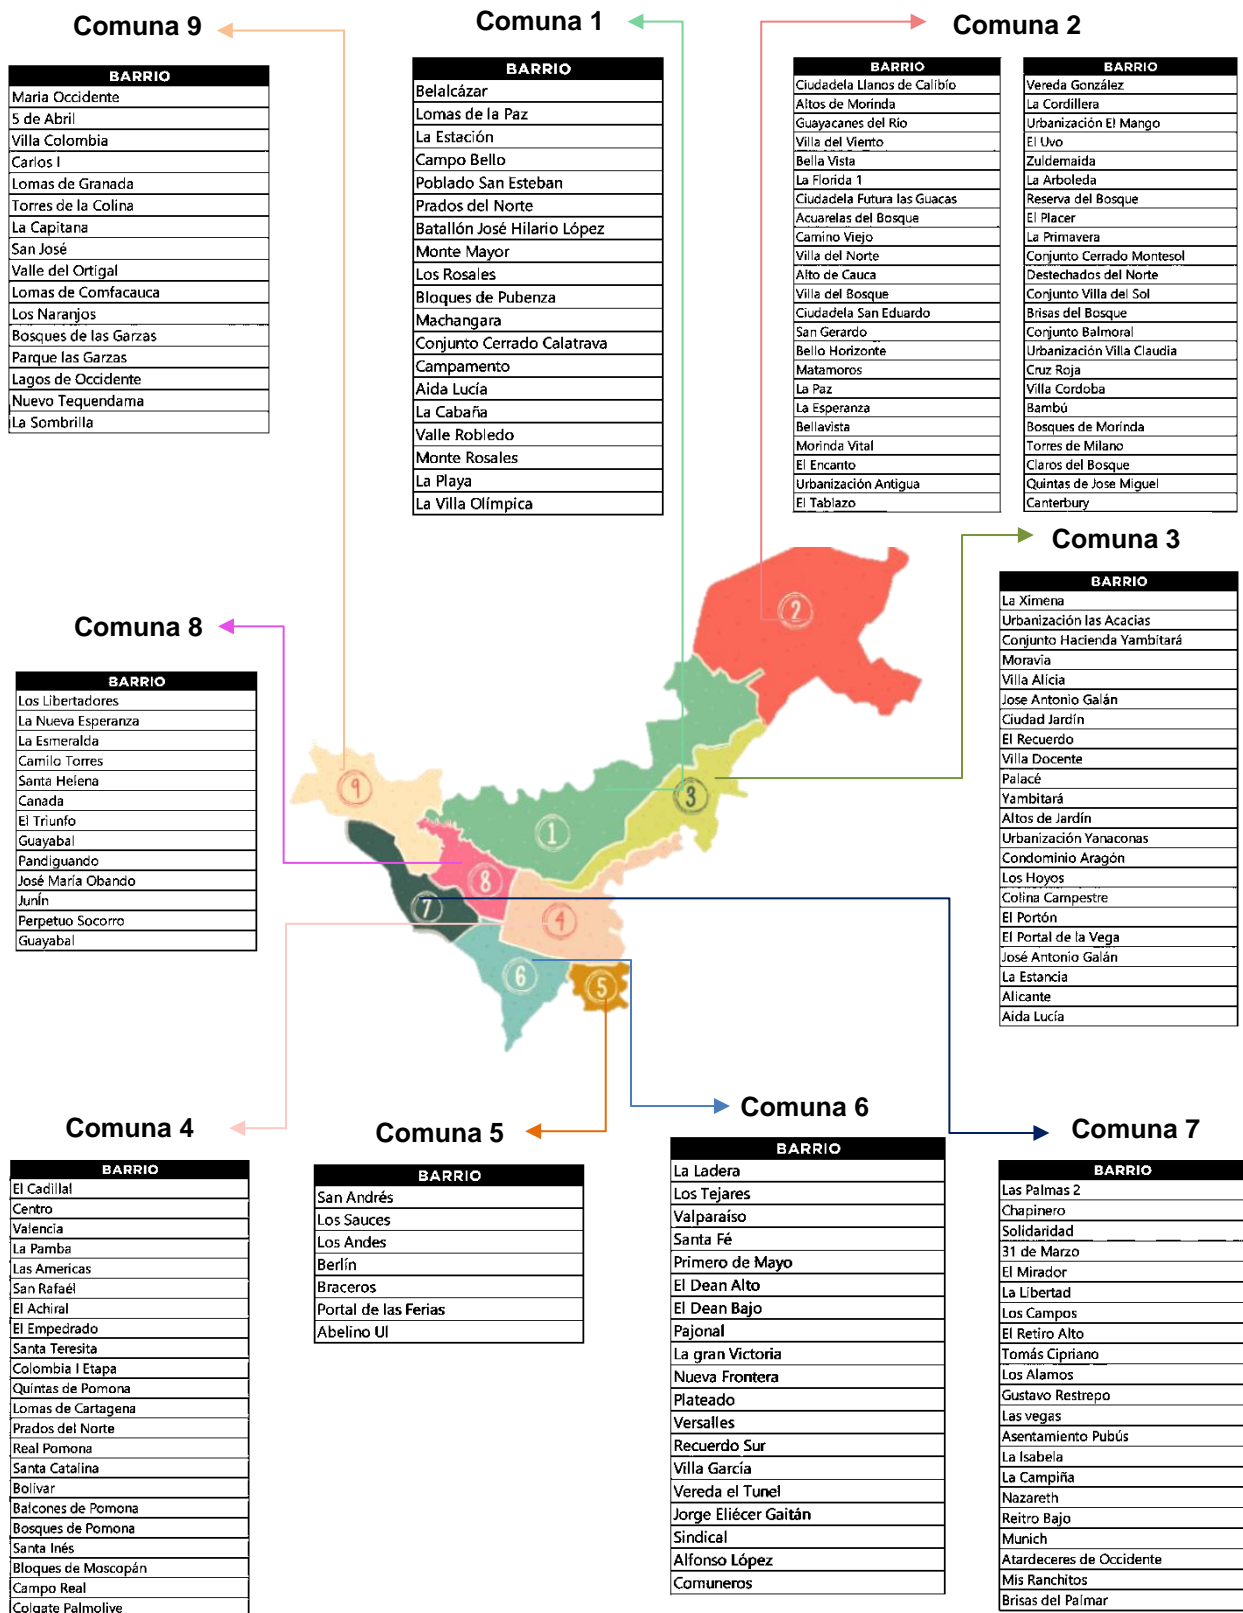 Comuna 9
BARRIO
Maria Occidente
5 de Abril
Villa Colombia
Carlos I
Lomas de Granada
Torres de la Colina
La Capitana
San José
Valle del Ortigal
Lomas de Comfacauca
Los Naranjos
Bosques de las Garzas
Parque las Garzas
Lagos de Occidente
Nuevo Tequendama
La Sombrilla
Comuna 1
BARRIO
Belalcázar
Lomas de la Paz
La Estación
Campo Bello
Poblado San Esteban
Prados del Norte
Batallón José Hilario López
Monte Mayor
Los Rosales
Bloques de Pubenza
Machangara
Conjunto Cerrado Calatrava
Campamento
Aida Lucía
La Cabaña
Valle Robledo
Monte Rosales
La Playa
La Villa Olímpica
Comuna 2
BARRIO
Ciudadela Llanos de Calibío
Altos de Morinda
Guayacanes del Río
Villa del Viento
Bella Vista
La Florida 1
Ciudadela Futura las Guacas
Acuarelas del Bosque
Camino Viejo
Villa del Norte
Alto de Cauca
Villa del Bosque
Ciudadela San Eduardo
San Gerardo
Bello Horizonte
Matamoros
La Paz
La Esperanza
Bellavista
Morinda Vital
El Encanto
Urbanización Antigua
El Tablazo
BARRIO
Vereda González
La Cordillera
Urbanización El Mango
El Uvo
Zuldemaida
La Arboleda
Reserva del Bosque
El Placer
La Primavera
Conjunto Cerrado Montesol
Destechados del Norte
Conjunto Villa del Sol
Brisas del Bosque
Conjunto Balmoral
Urbanización Villa Claudia
Cruz Roja
Villa Cordoba
Bambú
Bosques de Morinda
Torres de Milano
Claros del Bosque
Quintas de Jose Miguel
Canterbury
Comuna 3
BARRIO
La Ximena
Urbanización las Acacias
Conjunto Hacienda Yambitará
Moravia
Villa Alicia
Jose Antonio Galán
Ciudad Jardín
El Recuerdo
Villa Docente
Palacé
Yambitará
Altos de Jardín
Urbanización Yanaconas
Condominio Aragón
Los Hoyos
Colina Campestre
El Portón
El Portal de la Vega
José Antonio Galán
La Estancia
Alicante
Aida Lucía
Comuna 8
BARRIO
Los Libertadores
La Nueva Esperanza
La Esmeralda
Camilo Torres
Santa Helena
Canada
El Triunfo
Guayabal
Pandiguando
José María Obando
Junín
Perpetuo Socorro
Guayabal
2
9
3
1
8
7
4
6
5
Comuna 4
BARRIO
El Cadillal
Centro
Valencia
La Pamba
Las Americas
San Rafaél
El Achiral
El Empedrado
Santa Teresita
Colombia I Etapa
Quintas de Pomona
Lomas de Cartagena
Prados del Norte
Real Pomona
Santa Catalina
Bolívar
Balcones de Pomona
Bosques de Pomona
Santa Inés
Bloques de Moscopán
Campo Real
Colgate Palmolive
Comuna 5
BARRIO
San Andrés
Los Sauces
Los Andes
Berlín
Braceros
Portal de las Ferias
Abelino Ul
Comuna 6
BARRIO
La Ladera
Los Tejares
Valparaíso
Santa Fé
Primero de Mayo
El Dean Alto
El Dean Bajo
Pajonal
La gran Victoria
Nueva Frontera
Plateado
Versalles
Recuerdo Sur
Villa García
Vereda el Tunel
Jorge Eliécer Gaitán
Sindical
Alfonso López
Comuneros
Comuna 7
BARRIO
Las Palmas 2
Chapinero
Solidaridad
31 de Marzo
El Mirador
La Libertad
Los Campos
El Retiro Alto
Tomás Cipriano
Los Alamos
Gustavo Restrepo
Las vegas
Asentamiento Pubús
La Isabela
La Campiña
Nazareth
Reitro Bajo
Munich
Atardeceres de Occidente
Mis Ranchitos
Brisas del Palmar